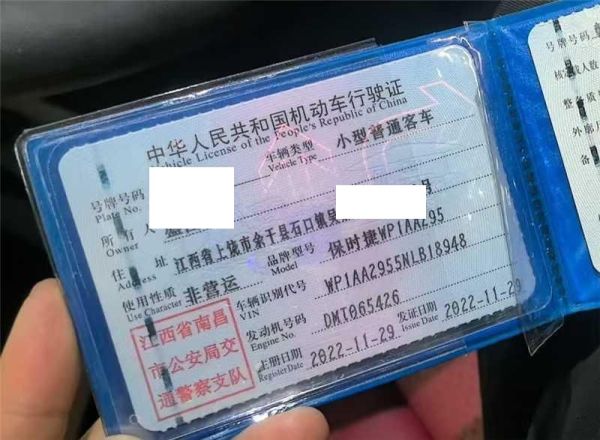 中华人民共和国机动车行驶证
Vehicle License of the People's Republic of China
号牌号码
Plate No.
车辆类型
Vehicle Type
小型普通客车
所有人
Owner
住址
Address
江西省上饶市余干县石口镇
号
使用性质
Use Character
非营运
品牌型号
Model
保时捷WP1AA295
江西省南昌
市公安局交
通警察支队
车辆识别代号
VIN
WP1AA2955NLB18948
发动机号码
Engine No.
DMT065426
注册日期
Register Date
2022-11-29
发证日期
Issue Date
2022-11-29
号牌号码